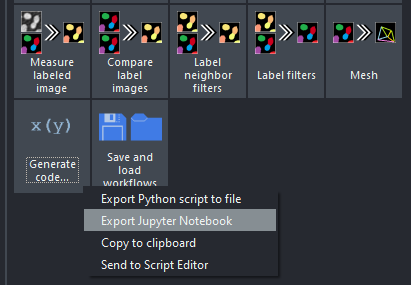 Measure
labeled
image
Compare
label
images
Label
neighbor
filters
Label filters
Mesh
x(y)
Generate
code...
Save and
load
workflows
Export Python script to file
Export Jupyter Notebook
Copy to clipboard
Send to Script Editor